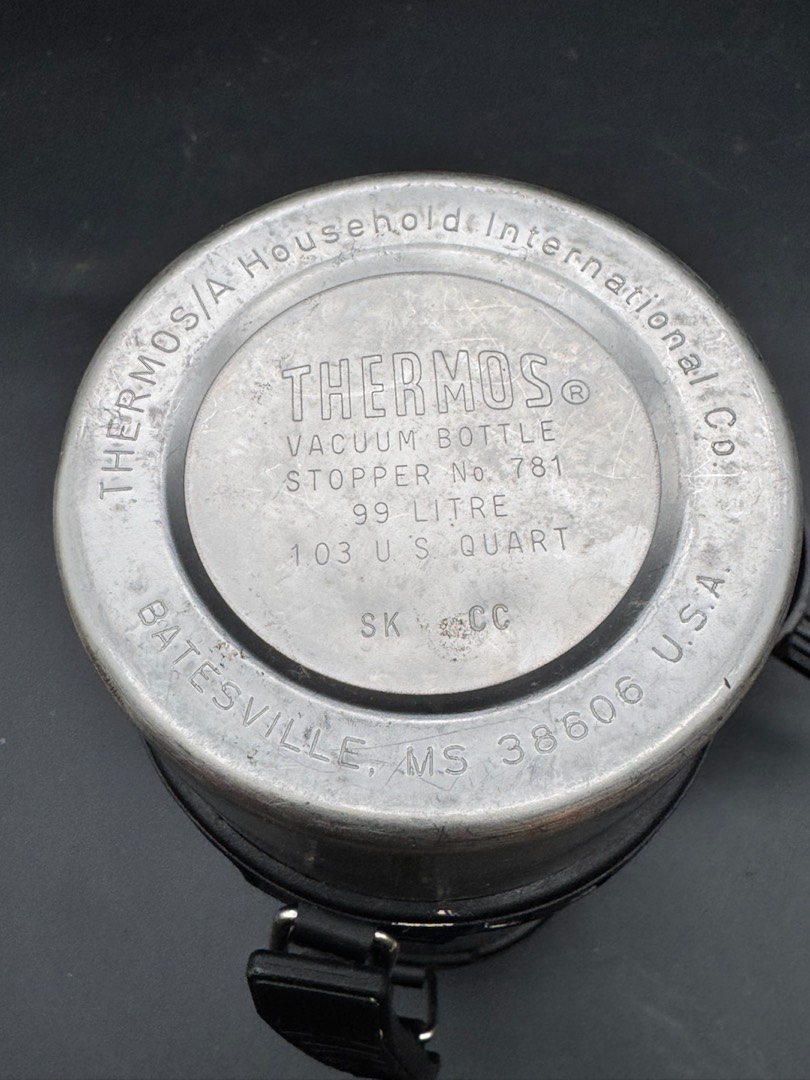 THERMOS/A Household International Co.
THERMOS®
VACUUM BOTTLE
STOPPER No. 781
.99 LITRE
1.03 U.S. QUART
SK CC
BATESVILLE, MS 38606 U.S.A.